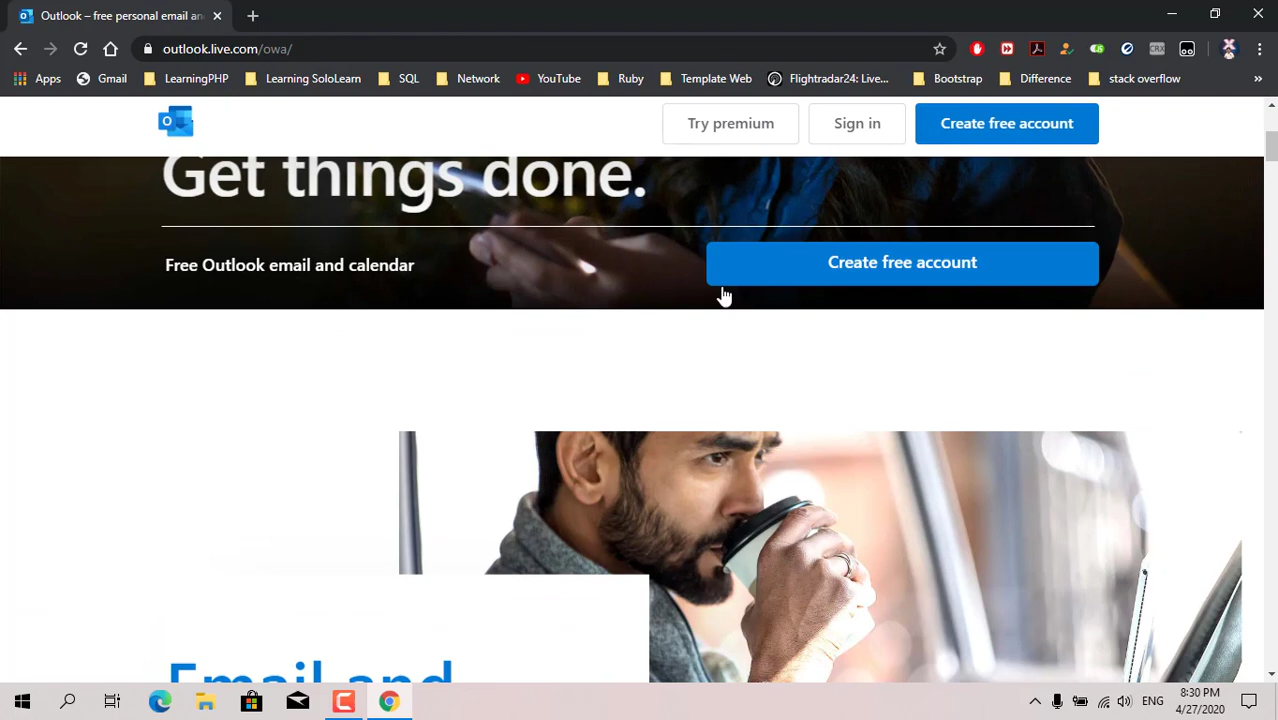 Outlook – free personal email an
outlook.live.com/owa/
Apps Gmail LearningPHP Learning SoloLearn SQL Network YouTube Ruby Template Web Flightradar24: Live... Bootstrap Difference stack overflow »
Try premium Sign in Create free account
Get things done.
Free Outlook email and calendar Create free account
Email and
ENG 8:30 PM
4/27/2020